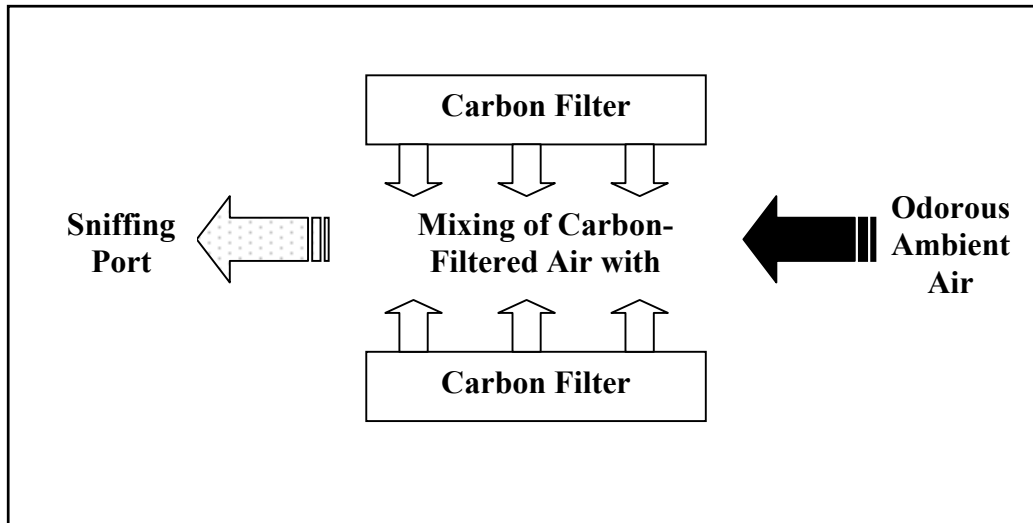 Carbon Filter
Sniffing
Port
Mixing of Carbon-
Filtered Air with
Odorous
Ambient
Air
Carbon Filter